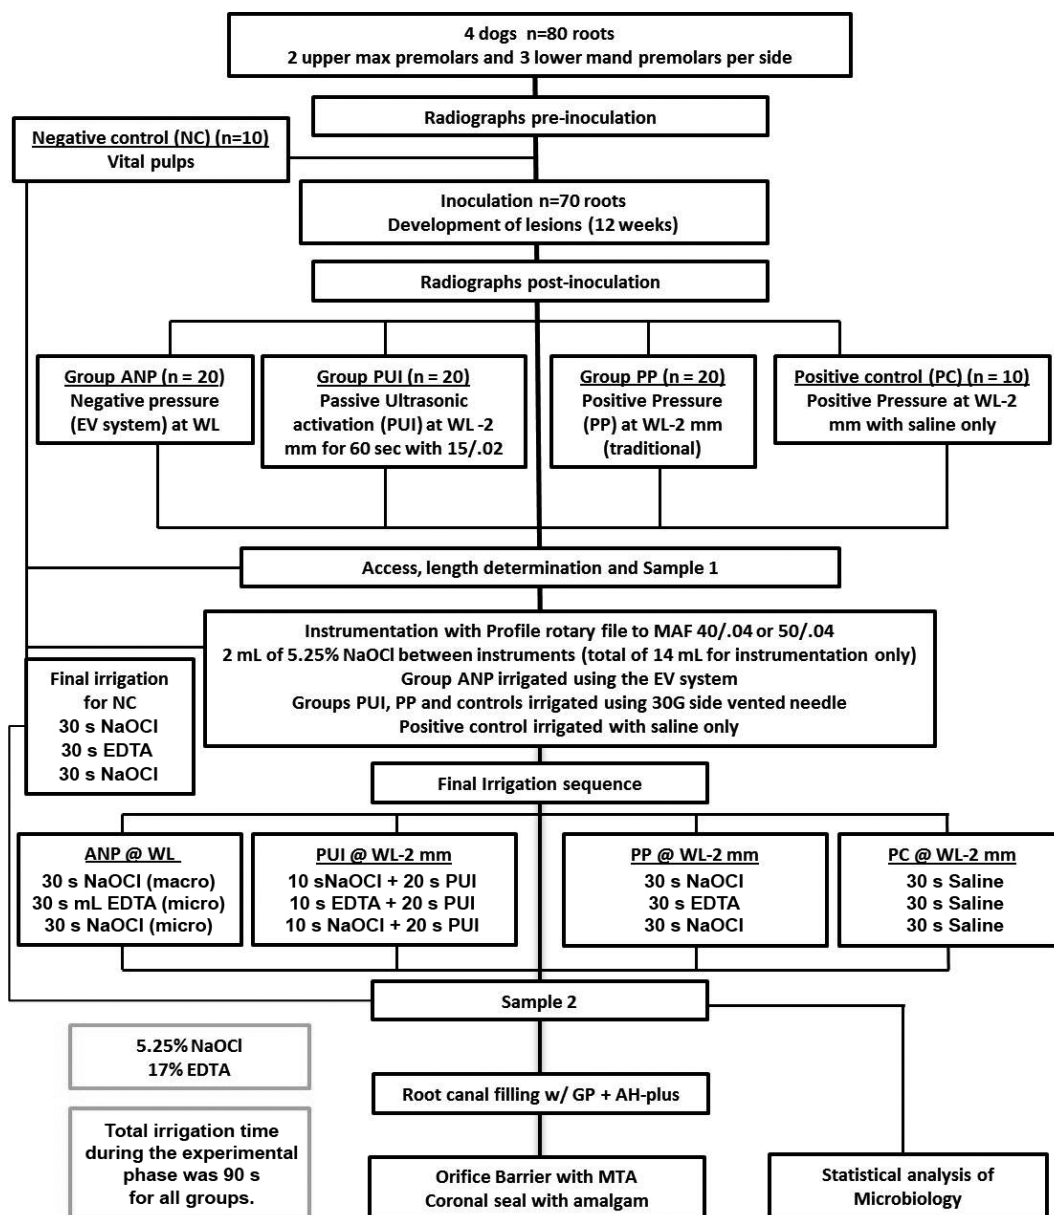 4 dogs n=80 roots
2 upper max premolars and 3 lower mand premolars per side
Radiographs pre-inoculation
Negative control (NC) (n=10)
Vital pulps
Inoculation n=70 roots
Development of lesions (12 weeks)
Radiographs post-inoculation
Group ANP (n = 20)
Negative pressure
(EV system) at WL
Group PUI (n = 20)
Passive Ultrasonic
activation (PUI) at WL -2
mm for 60 sec with 15/.02
Group PP (n = 20)
Positive Pressure
(PP) at WL-2 mm
(traditional)
Positive control (PC) (n = 10)
Positive Pressure at WL-2
mm with saline only
Access, length determination and Sample 1
Instrumentation with Profile rotary file to MAF 40/.04 or 50/.04
2 mL of 5.25% NaOCl between instruments (total of 14 mL for instrumentation only)
Group ANP irrigated using the EV system
Groups PUI, PP and controls irrigated using 30G side vented needle
Positive control irrigated with saline only
Final irrigation
for NC
30 s NaOCl
30 s EDTA
30 s NaOCl
Final Irrigation sequence
ANP @ WL
30 s NaOCl (macro)
30 s mL EDTA (micro)
30 s NaOCl (micro)
PUI @ WL-2 mm
10 sNaOCl + 20 s PUI
10 s EDTA + 20 s PUI
10 s NaOCl + 20 s PUI
PP @ WL-2 mm
30 s NaOCl
30 s EDTA
30 s NaOCl
PC @ WL-2 mm
30 s Saline
30 s Saline
30 s Saline
Sample 2
5.25% NaOCl
17% EDTA
Root canal filling w/ GP + AH-plus
Total irrigation time
during the experimental
phase was 90 s
for all groups.
Orifice Barrier with MTA
Coronal seal with amalgam
Statistical analysis of
Microbiology